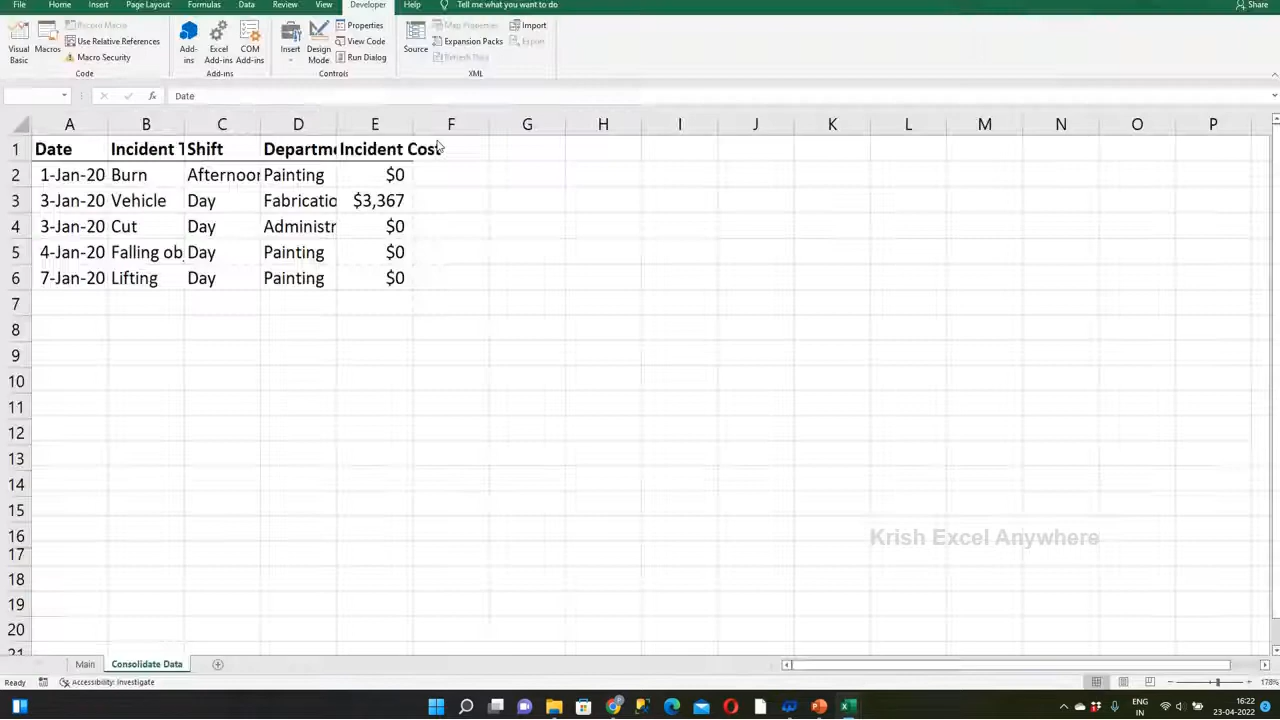 File Home Insert Page Layout Formulas Data Review View Developer Help Tell me what you want to do Share
Visual Basic
Macros
Record Macro
Use Relative References
Macro Security
Code
Add-ins
Excel Add-ins
COM Add-ins
Add-ins
Insert
Design Mode
Properties
View Code
Run Dialog
Controls
Source
Map Properties
Expansion Packs
Refresh Data
Import
Export
XML
fx Date
A B C D E F G H I J K L M N O P
1 Date Incident T Shift Departme Incident Cost
2 1-Jan-20 Burn Afternoon Painting $0
3 3-Jan-20 Vehicle Day Fabricatio $3,367
4 3-Jan-20 Cut Day Administr $0
5 4-Jan-20 Falling ob Day Painting $0
6 7-Jan-20 Lifting Day Painting $0
7
8
9
10
11
12
13
14
15
16
17
18
19
20
21
Krish Excel Anywhere
Main Consolidate Data
Ready Accessibility: Investigate 178%
ENG IN
16:22
23-04-2022